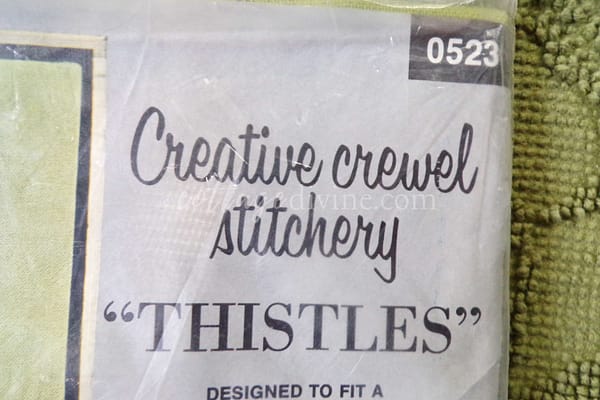 0523
Creative crewel
stitchery
“THISTLES”
DESIGNED TO FIT A